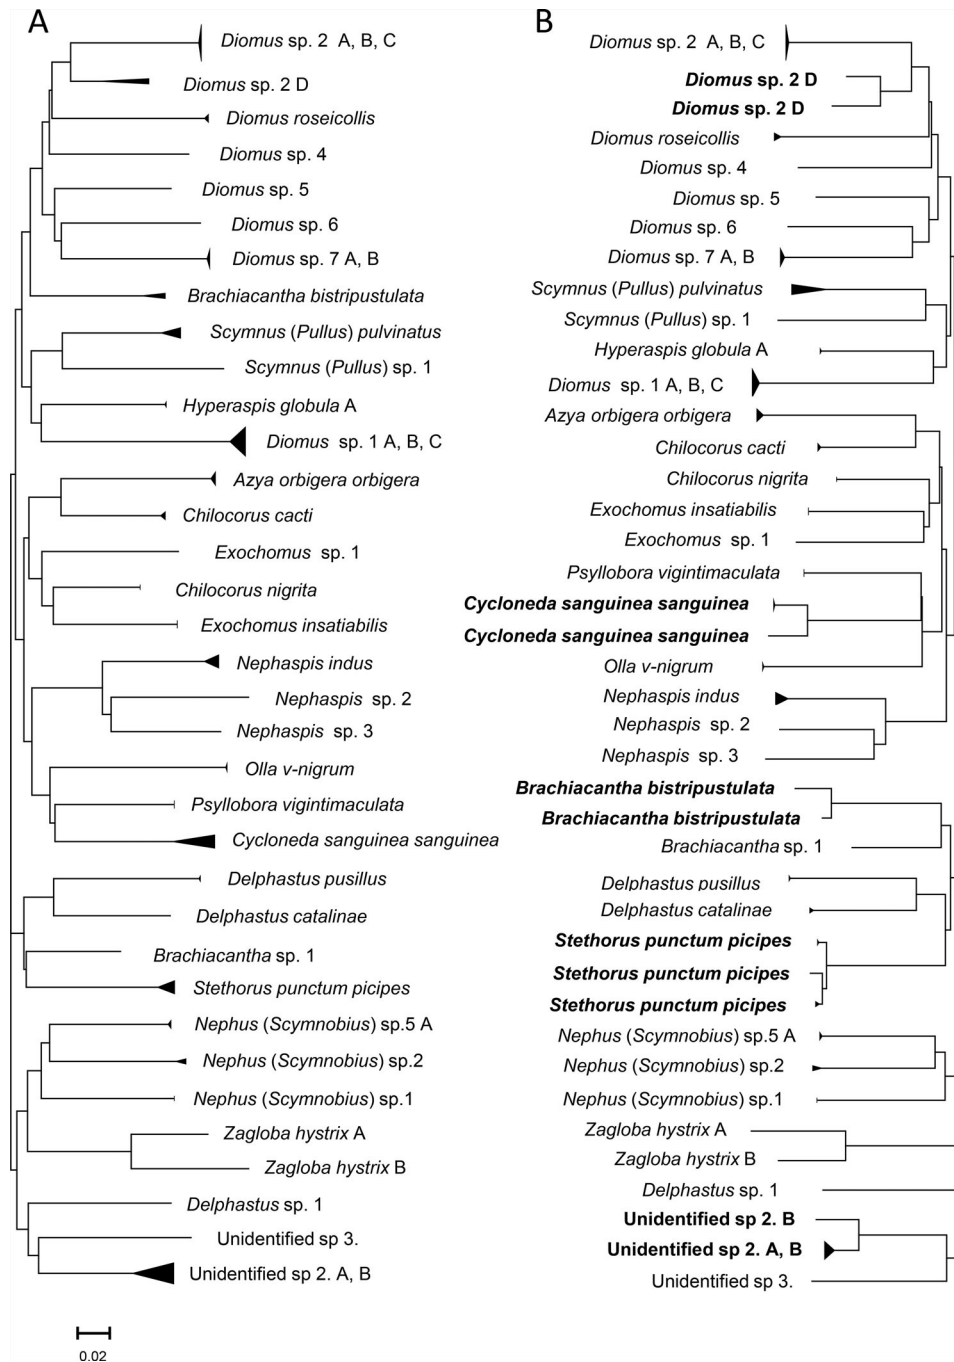 A
Diomus sp. 2 A, B, C
Diomus sp. 2 D
Diomus roseicollis
Diomus sp. 4
Diomus sp. 5
Diomus sp. 6
Diomus sp. 7 A, B
Brachiacantha bistripustulata
Scymnus (Pullus) pulvinatus
Scymnus (Pullus) sp. 1
Hyperaspis globula A
Diomus sp. 1 A, B, C
Azya orbigera orbigera
Chilocorus cacti
Exochomus sp. 1
Chilocorus nigrita
Exochomus insatiabilis
Nephaspis indus
Nephaspis sp. 2
Nephaspis sp. 3
Olla v-nigrum
Psyllobora vigintimaculata
Cycloneda sanguinea sanguinea
Delphastus pusillus
Delphastus catalinae
Brachiacantha sp. 1
Stethorus punctum picipes
Nephus (Scymnobius) sp.5 A
Nephus (Scymnobius) sp.2
Nephus (Scymnobius) sp.1
Zagloba hystrix A
Zagloba hystrix B
Delphastus sp. 1
Unidentified sp 3.
Unidentified sp 2. A, B
0.02
B
Diomus sp. 2 A, B, C
Diomus sp. 2 D
Diomus sp. 2 D
Diomus roseicollis
Diomus sp. 4
Diomus sp. 5
Diomus sp. 6
Diomus sp. 7 A, B
Scymnus (Pullus) pulvinatus
Scymnus (Pullus) sp. 1
Hyperaspis globula A
Diomus sp. 1 A, B, C
Azya orbigera orbigera
Chilocorus cacti
Chilocorus nigrita
Exochomus insatiabilis
Exochomus sp. 1
Psyllobora vigintimaculata
Cycloneda sanguinea sanguinea
Cycloneda sanguinea sanguinea
Olla v-nigrum
Nephaspis indus
Nephaspis sp. 2
Nephaspis sp. 3
Brachiacantha bistripustulata
Brachiacantha bistripustulata
Brachiacantha sp. 1
Delphastus pusillus
Delphastus catalinae
Stethorus punctum picipes
Stethorus punctum picipes
Stethorus punctum picipes
Nephus (Scymnobius) sp.5 A
Nephus (Scymnobius) sp.2
Nephus (Scymnobius) sp.1
Zagloba hystrix A
Zagloba hystrix B
Delphastus sp. 1
Unidentified sp 2. B
Unidentified sp 2. A, B
Unidentified sp 3.